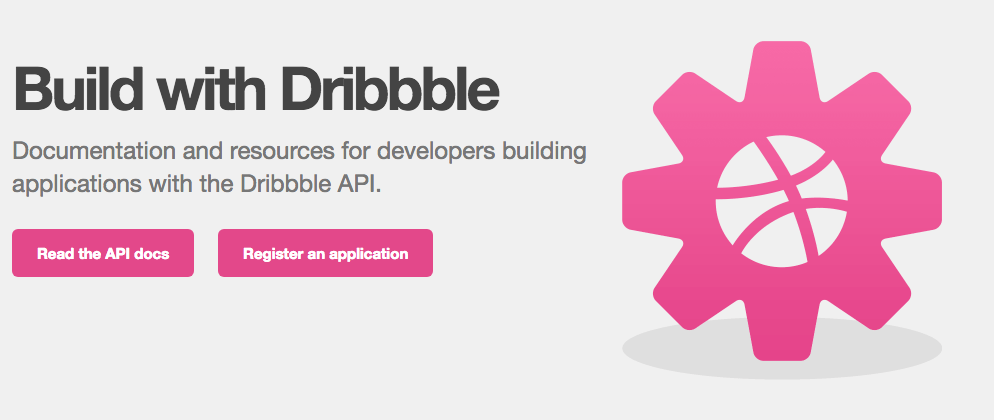 Build with Dribbble
Documentation and resources for developers building
applications with the Dribbble API.
Read the API docs
Register an application